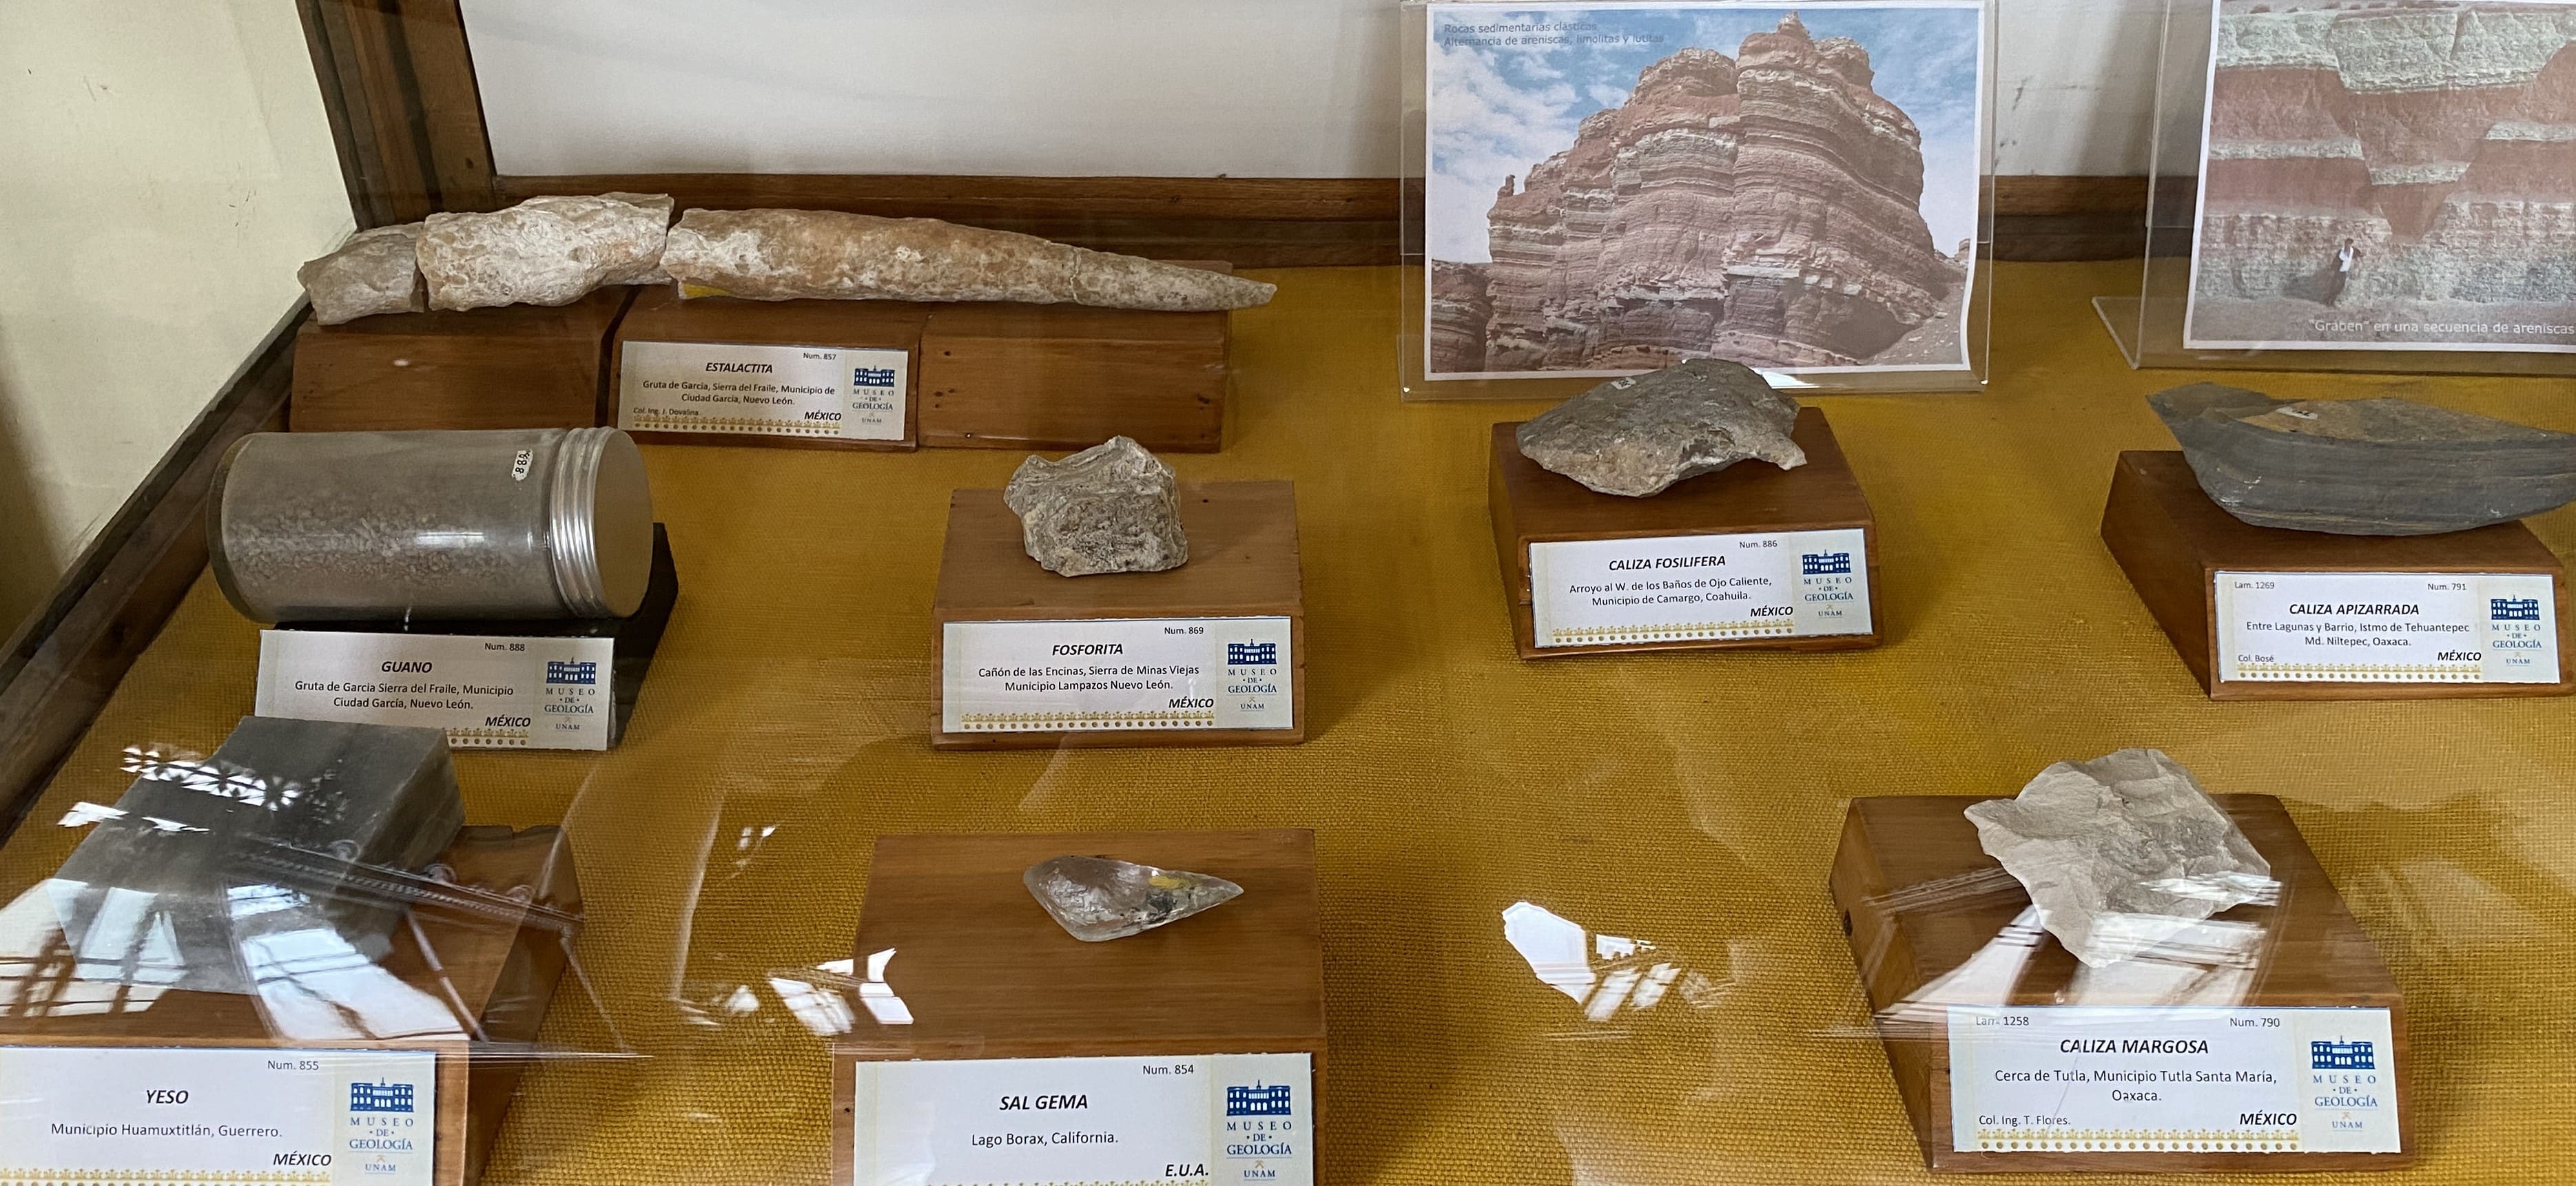 Rocas sedimentarias clásticas
Alternancia de areniscas, limolitas y lutitas
"Graben" en una secuencia de areniscas
Num. 857
ESTALACTITA
Gruta de Garcia, Sierra del Fraile, Municipio de
Ciudad Garcia, Nuevo León.
Col. Ing. J. Dovalina.
MÉXICO
MUSEO
•DE•
GEOLOGÍA
UNAM
888
Num. 888
GUANO
Gruta de Garcia Sierra del Fraile, Municipio
Ciudad García, Nuevo León.
MÉXICO
MUSEO
•DE•
GEOLOGÍA
UNAM
Num. 869
FOSFORITA
Cañón de las Encinas, Sierra de Minas Viejas
Municipio Lampazos Nuevo León.
MÉXICO
MUSEO
•DE•
GEOLOGÍA
UNAM
Num. 886
CALIZA FOSILIFERA
Arroyo al W. de los Baños de Ojo Caliente,
Municipio de Camargo, Coahuila.
MÉXICO
MUSEO
•DE•
GEOLOGÍA
UNAM
Lam. 1269
Num. 791
CALIZA APIZARRADA
Entre Lagunas y Barrio, Istmo de Tehuantepec
Md. Niltepec, Oaxaca.
Col. Bosé
MÉXICO
MUSEO
•DE•
GEOLOGÍA
UNAM
Num. 855
YESO
Municipio Huamuxtitlán, Guerrero.
MÉXICO
MUSEO
•DE•
GEOLOGÍA
UNAM
Num. 854
SAL GEMA
Lago Borax, California.
E.U.A.
MUSEO
•DE•
GEOLOGÍA
UNAM
Lam. 1258
Num. 790
CALIZA MARGOSA
Cerca de Tutla, Municipio Tutla Santa María,
Oaxaca.
Col. Ing. T. Flores.
MÉXICO
MUSEO
•DE•
GEOLOGÍA
UNAM